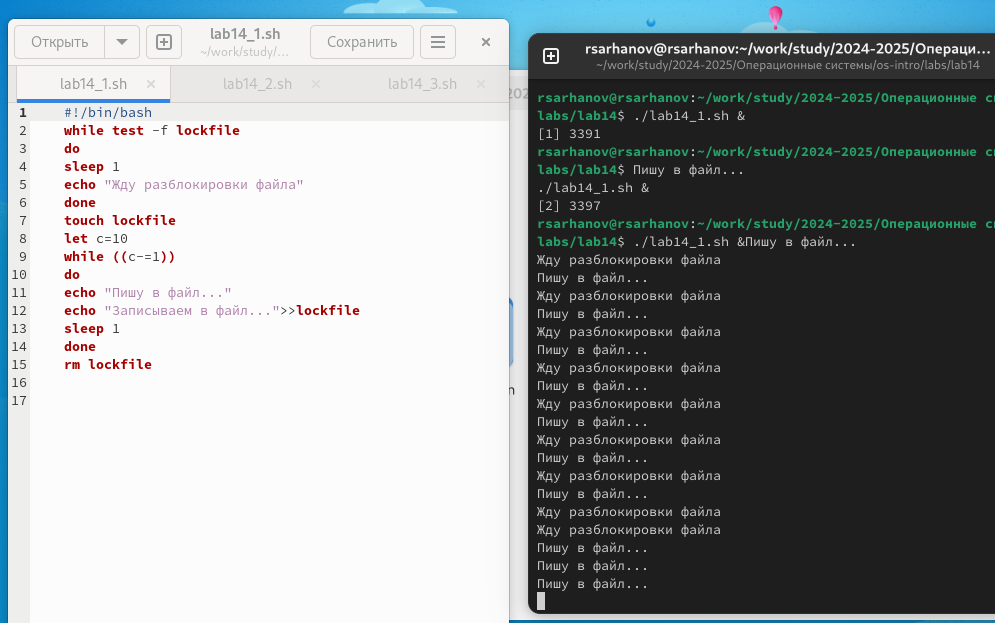 Открыть
lab14_1.sh
~/work/study/...
Сохранить
lab14_1.sh
lab14_2.sh
lab14_3.sh
1 #!/bin/bash
2 while test -f lockfile
3 do
4 sleep 1
5 echo "Жду разблокировки файла"
6 done
7 touch lockfile
8 let c=10
9 while ((c-=1))
10 do
11 echo "Пишу в файл..."
12 echo "Записываем в файл...">>lockfile
13 sleep 1
14 done
15 rm lockfile
16
17
rsarhanov@rsarhanov:~/work/study/2024-2025/Операци...
~/work/study/2024-2025/Операционные системы/os-intro/labs/lab14
rsarhanov@rsarhanov:~/work/study/2024-2025/Операционные
labs/lab14$ ./lab14_1.sh &
[1] 3391
rsarhanov@rsarhanov:~/work/study/2024-2025/Операционные
labs/lab14$ Пишу в файл...
./lab14_1.sh &
[2] 3397
rsarhanov@rsarhanov:~/work/study/2024-2025/Операционные
labs/lab14$ ./lab14_1.sh &Пишу в файл...
Жду разблокировки файла
Пишу в файл...
Жду разблокировки файла
Пишу в файл...
Жду разблокировки файла
Пишу в файл...
Жду разблокировки файла
Пишу в файл...
Жду разблокировки файла
Пишу в файл...
Жду разблокировки файла
Пишу в файл...
Жду разблокировки файла
Пишу в файл...
Жду разблокировки файла
Жду разблокировки файла
Пишу в файл...
Пишу в файл...
Пишу в файл...